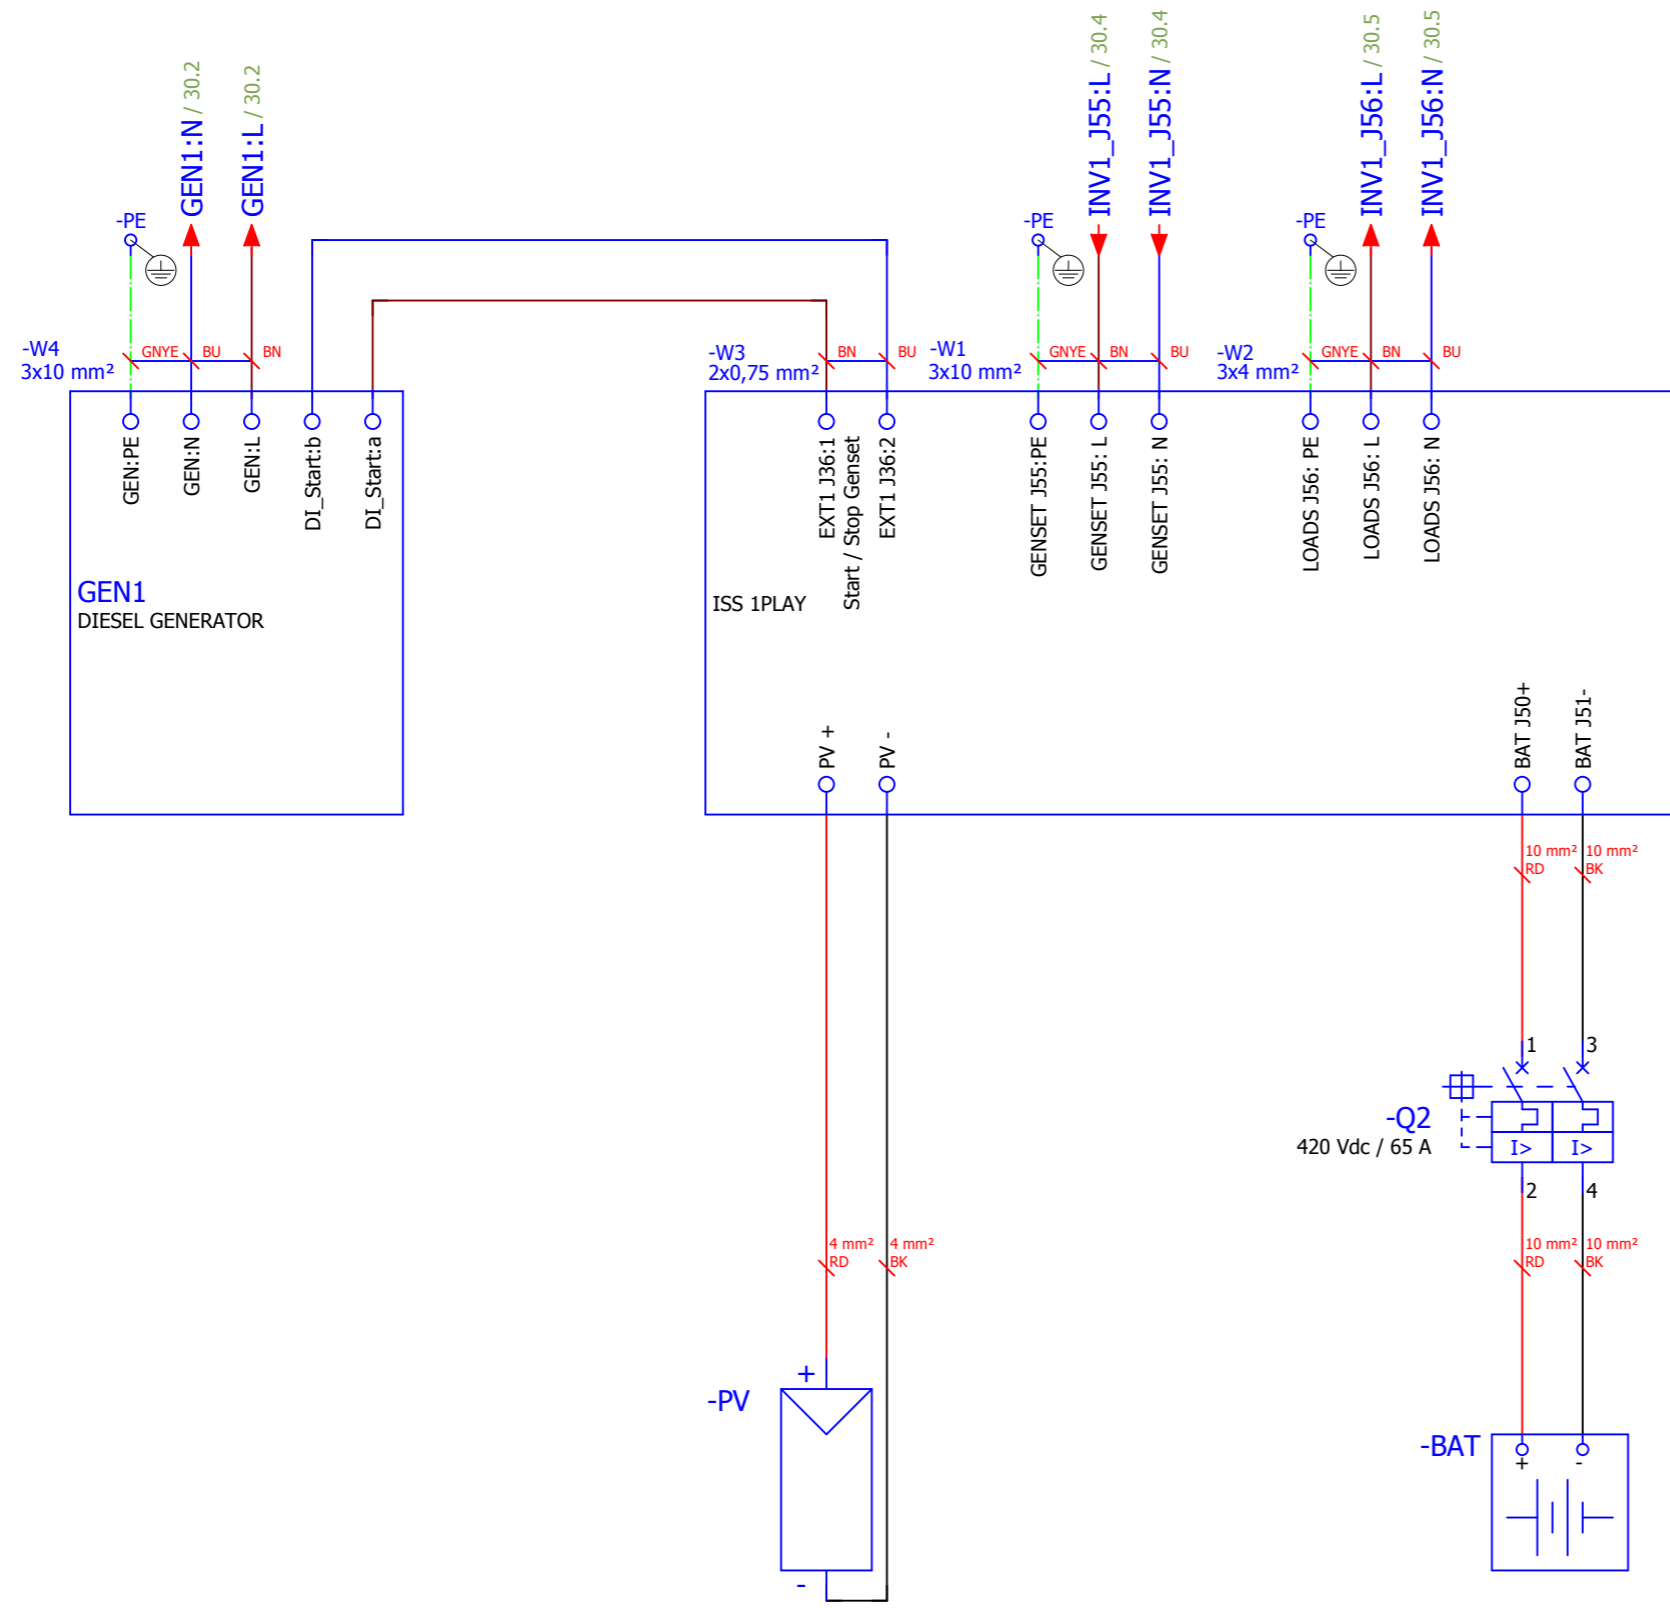 GEN1:N / 30.2
GEN1:L / 30.2
INV1_J55:L / 30.4
INV1_J55:N / 30.4
INV1_J56:L / 30.5
INV1_J56:N / 30.5
-PE
-PE
-PE
-W4
3x10 mm²
GNYE
BU
BN
-W3
2x0,75 mm²
BN
BU
-W1
3x10 mm²
GNYE
BN
BU
-W2
3x4 mm²
GNYE
BN
BU
GEN:PE
GEN:N
GEN:L
DI_Start:b
DI_Start:a
EXT1 J36:1
Start / Stop Genset
EXT1 J36:2
GENSET J55:PE
GENSET J55: L
GENSET J55: N
LOADS J56: PE
LOADS J56: L
LOADS J56: N
GEN1
DIESEL GENERATOR
ISS 1PLAY
PV +
PV -
BAT J50+
BAT J51-
10 mm²
RD
10 mm²
BK
1
3
-Q2
420 Vdc / 65 A
I>
I>
2
4
4 mm²
RD
4 mm²
BK
10 mm²
RD
10 mm²
BK
+
-PV
-
-BAT
+
-